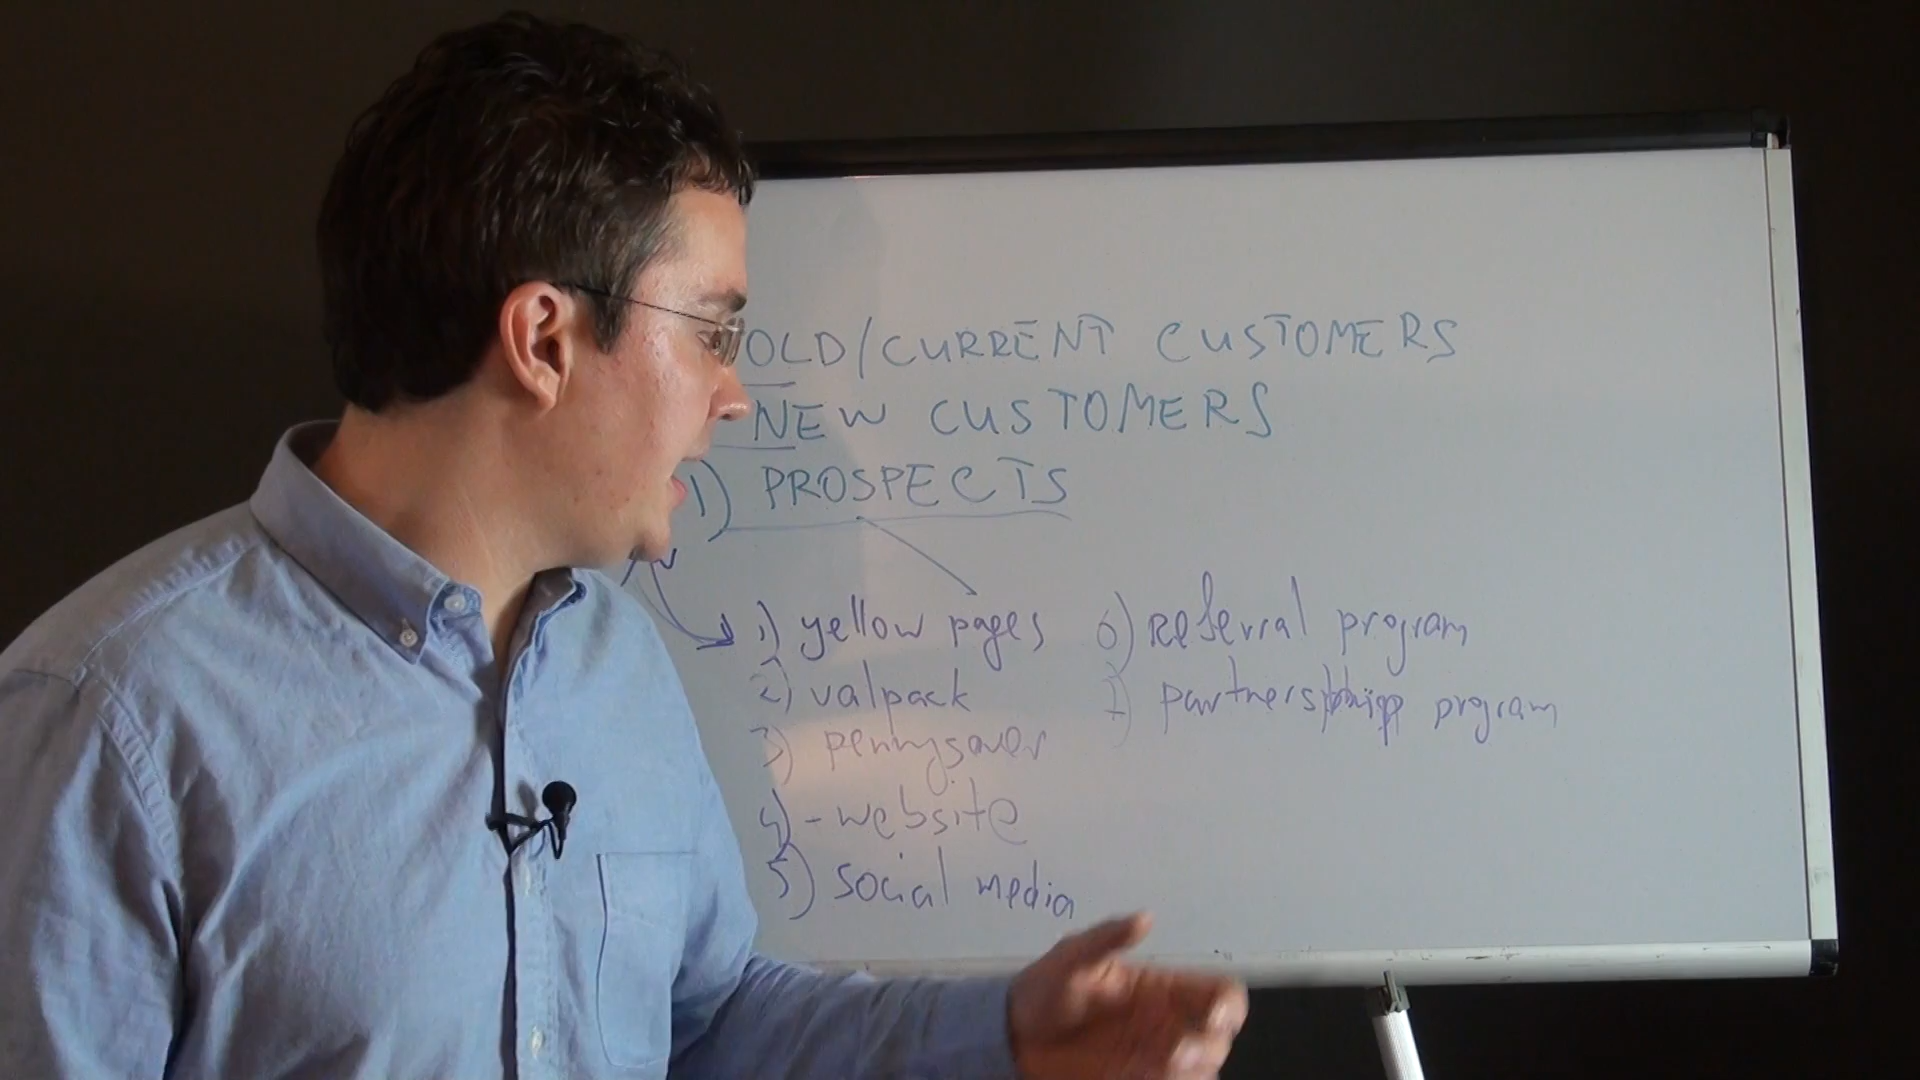 OLD/CURRENT CUSTOMERS
NEW CUSTOMERS
1) PROSPECTS
1) yellow pages
2) valpack
3) pennysaver
4) - website
5) social media
6) Referral program
7) partnership program